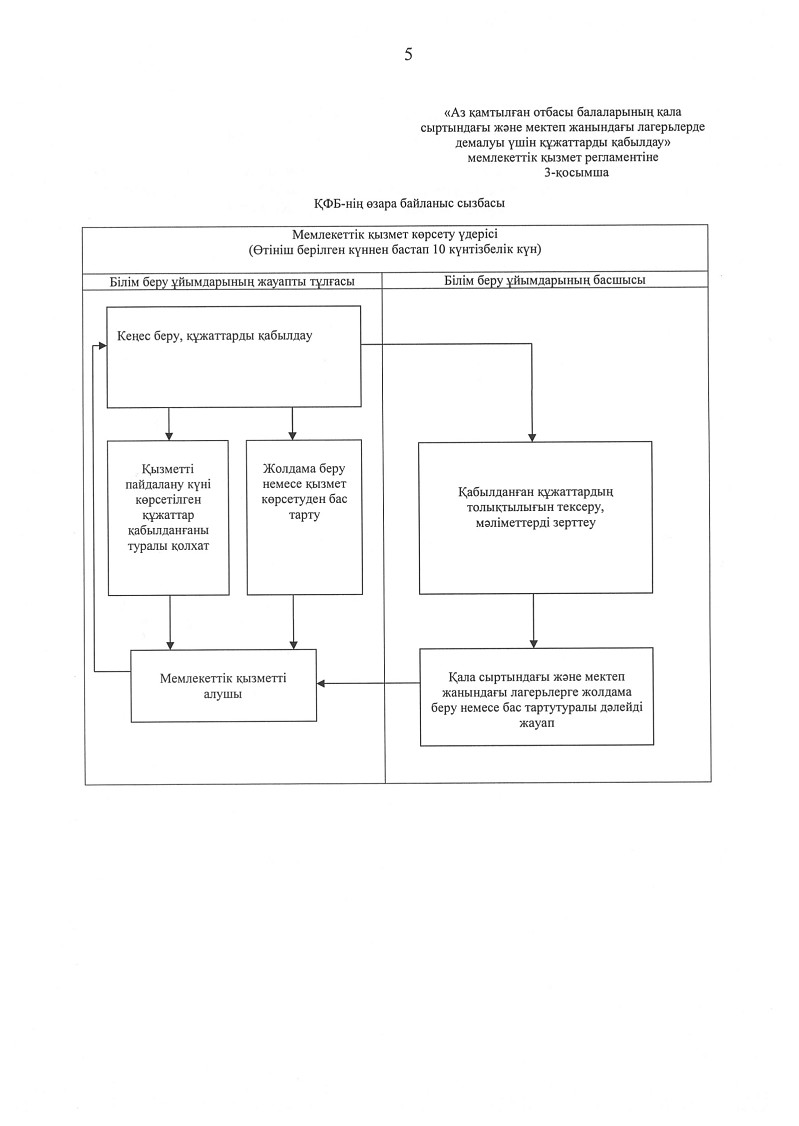 5
«Аз қамтылған отбасы балаларының қала
сыртындағы және мектеп жанындағы лагерьлерде
демалуы үшін құжаттарды қабылдау»
мемлекеттік қызмет регламентіне
3-қосымша
ҚФБ-нің өзара байланыс сызбасы
Мемлекеттік қызмет көрсету үдерісі
(Өтініш берілген күннен бастап 10 күнтізбелік күн)
Білім беру ұйымдарының жауапты тұлғасы
Білім беру ұйымдарының басшысы
Кеңес беру, құжаттарды қабылдау
Қызметті
пайдалану күні
көрсетілген
құжаттар
қабылданғаны
туралы қолхат
Жолдама беру
немесе қызмет
көрсетуден бас
тарту
Қабылданған құжаттардың
толықтылығын тексеру,
мәліметтерді зерттеу
Мемлекеттік қызметті
алушы
Қала сыртындағы және мектеп
жанындағы лагерьлерге жолдама
беру немесе бас тартутуралы дәлейді
жауап